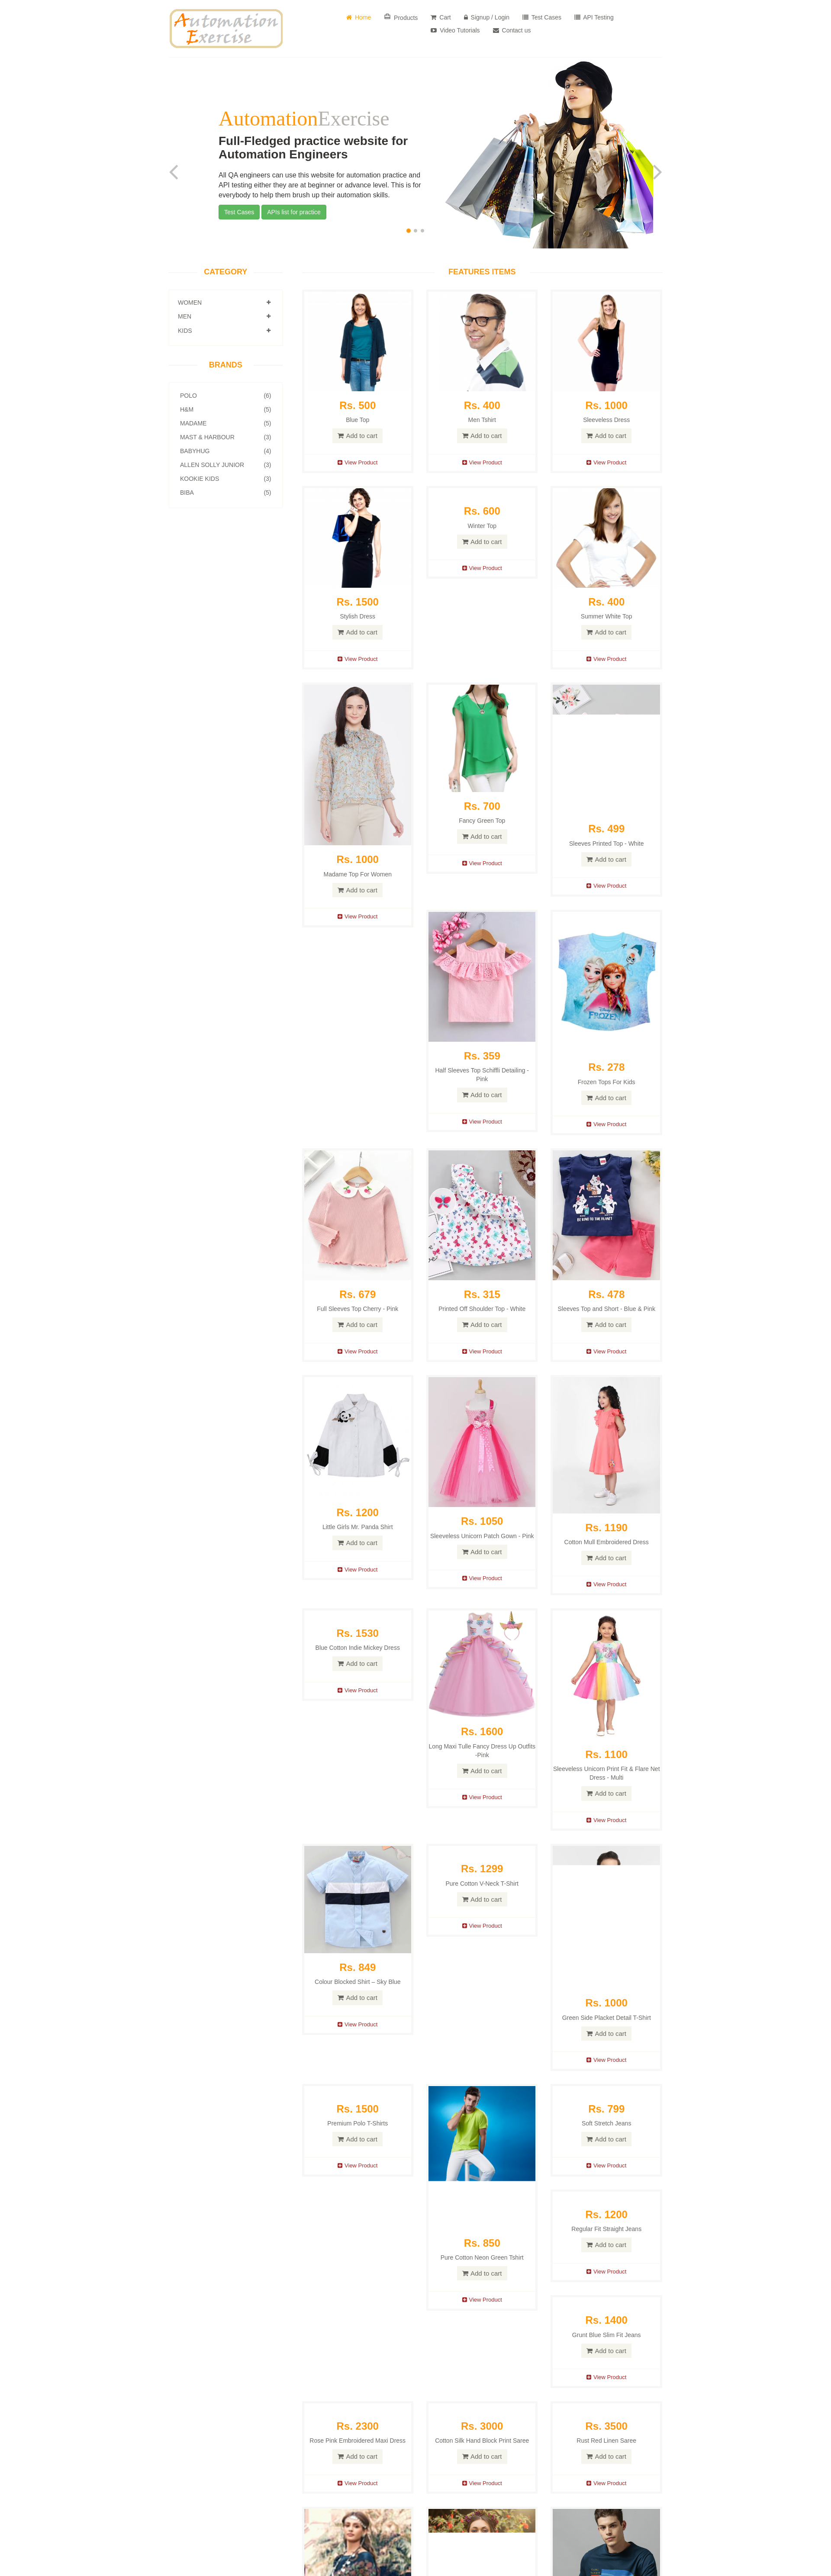 Automation
Exercise
Home
Products
Cart
Signup / Login
Test Cases
API Testing
Video Tutorials
Contact us
AutomationExercise
Full-Fledged practice website for
Automation Engineers
All QA engineers can use this website for automation practice and
API testing either they are at beginner or advance level. This is for
everybody to help them brush up their automation skills.
Test Cases
APIs list for practice
CATEGORY
WOMEN
MEN
KIDS
BRANDS
POLO (6)
H&M (5)
MADAME (5)
MAST & HARBOUR (3)
BABYHUG (4)
ALLEN SOLLY JUNIOR (3)
KOOKIE KIDS (3)
BIBA (5)
FEATURES ITEMS
Rs. 500
Blue Top
Add to cart
View Product
Rs. 400
Men Tshirt
Add to cart
View Product
Rs. 1000
Sleeveless Dress
Add to cart
View Product
Rs. 1500
Stylish Dress
Add to cart
View Product
Rs. 600
Winter Top
Add to cart
View Product
Rs. 400
Summer White Top
Add to cart
View Product
Rs. 1000
Madame Top For Women
Add to cart
View Product
Rs. 700
Fancy Green Top
Add to cart
View Product
Rs. 499
Sleeves Printed Top - White
Add to cart
View Product
Rs. 359
Half Sleeves Top Schiffli Detailing -
Pink
Add to cart
View Product
FROZEN
Rs. 278
Frozen Tops For Kids
Add to cart
View Product
Rs. 679
Full Sleeves Top Cherry - Pink
Add to cart
View Product
Rs. 315
Printed Off Shoulder Top - White
Add to cart
View Product
Rs. 478
Sleeves Top and Short - Blue & Pink
Add to cart
View Product
Rs. 1200
Little Girls Mr. Panda Shirt
Add to cart
View Product
Rs. 1050
Sleeveless Unicorn Patch Gown - Pink
Add to cart
View Product
Rs. 1190
Cotton Mull Embroidered Dress
Add to cart
View Product
Rs. 1530
Blue Cotton Indie Mickey Dress
Add to cart
View Product
Rs. 1600
Long Maxi Tulle Fancy Dress Up Outfits
-Pink
Add to cart
View Product
Rs. 1100
Sleeveless Unicorn Print Fit & Flare Net
Dress - Multi
Add to cart
View Product
Rs. 849
Colour Blocked Shirt – Sky Blue
Add to cart
View Product
Rs. 1299
Pure Cotton V-Neck T-Shirt
Add to cart
View Product
Rs. 1000
Green Side Placket Detail T-Shirt
Add to cart
View Product
Rs. 1500
Premium Polo T-Shirts
Add to cart
View Product
Rs. 850
Pure Cotton Neon Green Tshirt
Add to cart
View Product
Rs. 799
Soft Stretch Jeans
Add to cart
View Product
Rs. 1200
Regular Fit Straight Jeans
Add to cart
View Product
Rs. 1400
Grunt Blue Slim Fit Jeans
Add to cart
View Product
Rs. 2300
Rose Pink Embroidered Maxi Dress
Add to cart
View Product
Rs. 3000
Cotton Silk Hand Block Print Saree
Add to cart
View Product
Rs. 3500
Rust Red Linen Saree
Add to cart
View Product